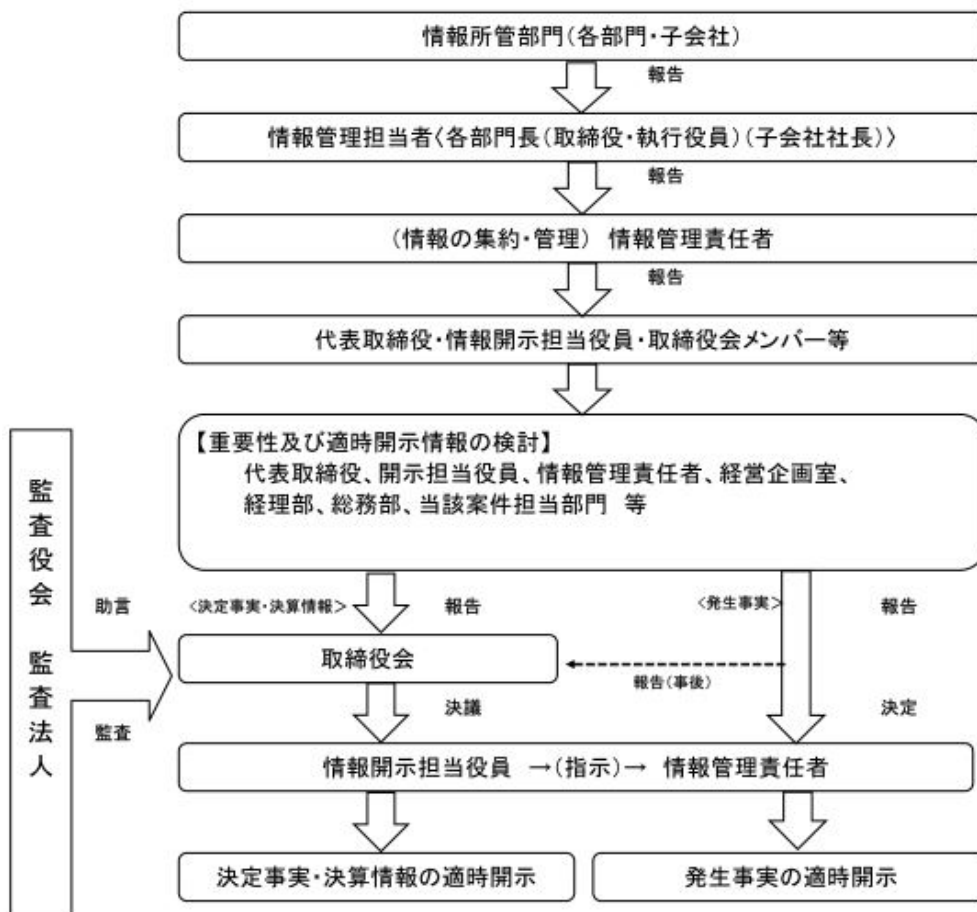 情報所管部門(各部門・子会社)
報告
情報管理担当者〈各部門長(取締役・執行役員)(子会社社長)〉
報告
(情報の集約・管理) 情報管理責任者
報告
代表取締役・情報開示担当役員・取締役会メンバー等
【重要性及び適時開示情報の検討】
代表取締役、開示担当役員、情報管理責任者、経営企画室、
経理部、総務部、当該案件担当部門 等
監査役会 監査法人
助言
監査
<決定事実・決算情報>
報告
<発生事実>
報告
取締役会
報告(事後)
決議
決定
情報開示担当役員 →(指示)→ 情報管理責任者
決定事実・決算情報の適時開示
発生事実の適時開示